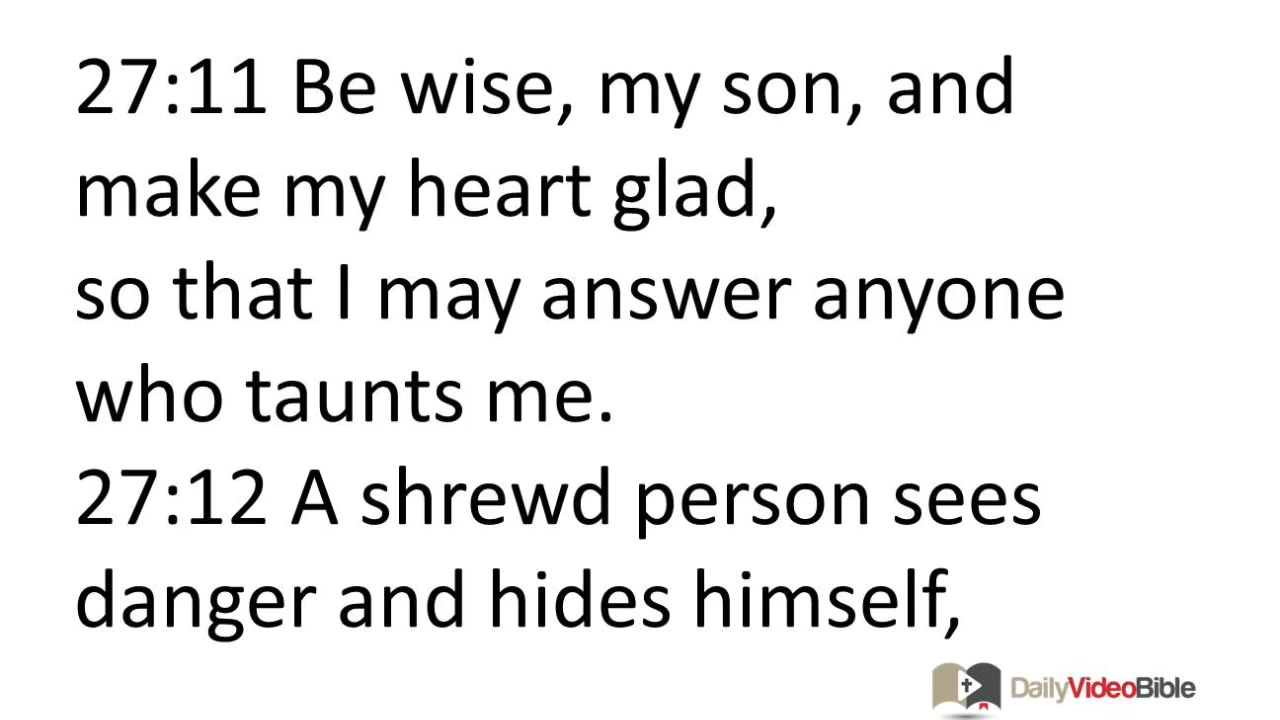 27:11 Be wise, my son, and
make my heart glad,
so that I may answer anyone
who taunts me.
27:12 A shrewd person sees
danger and hides himself,
DailyVideoBible